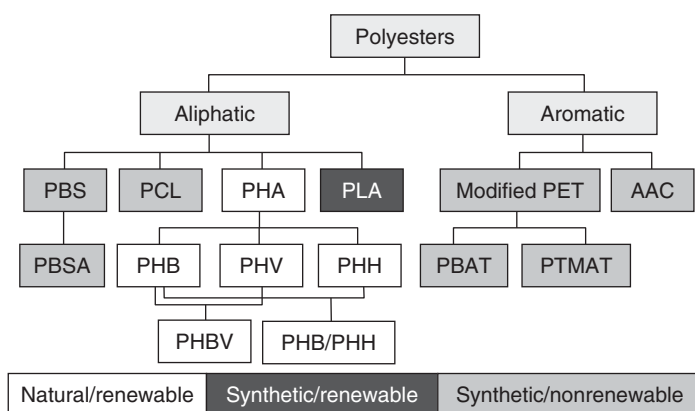 Polyesters
Aliphatic
Aromatic
PBS
PCL
PHA
PLA
Modified PET
AAC
PBSA
PHB
PHV
PHH
PBAT
PTMAT
PHBV
PHB/PHH
Natural/renewable
Synthetic/renewable
Synthetic/nonrenewable